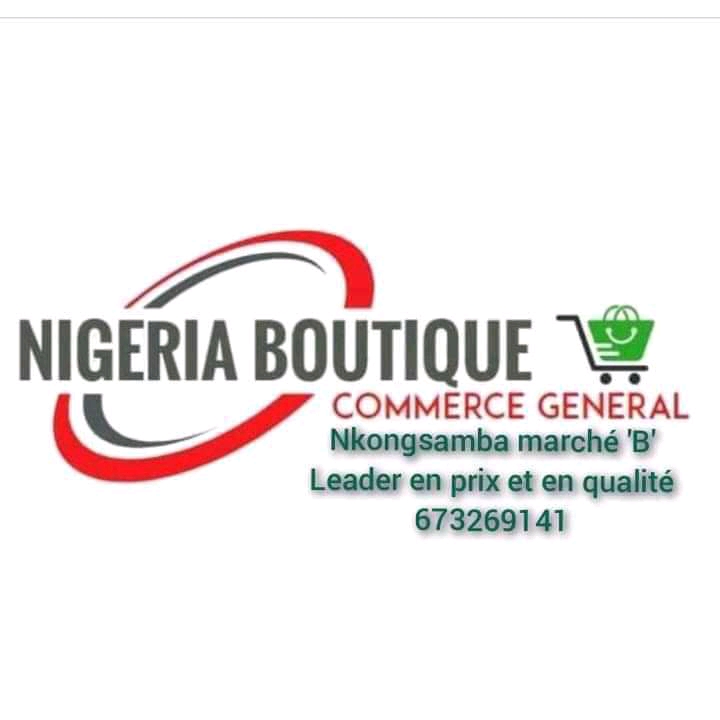 NIGERIA BOUTIQUE
COMMERCE GENERAL
Nkongsamba marché 'B'
Leader en prix et en qualité
673269141